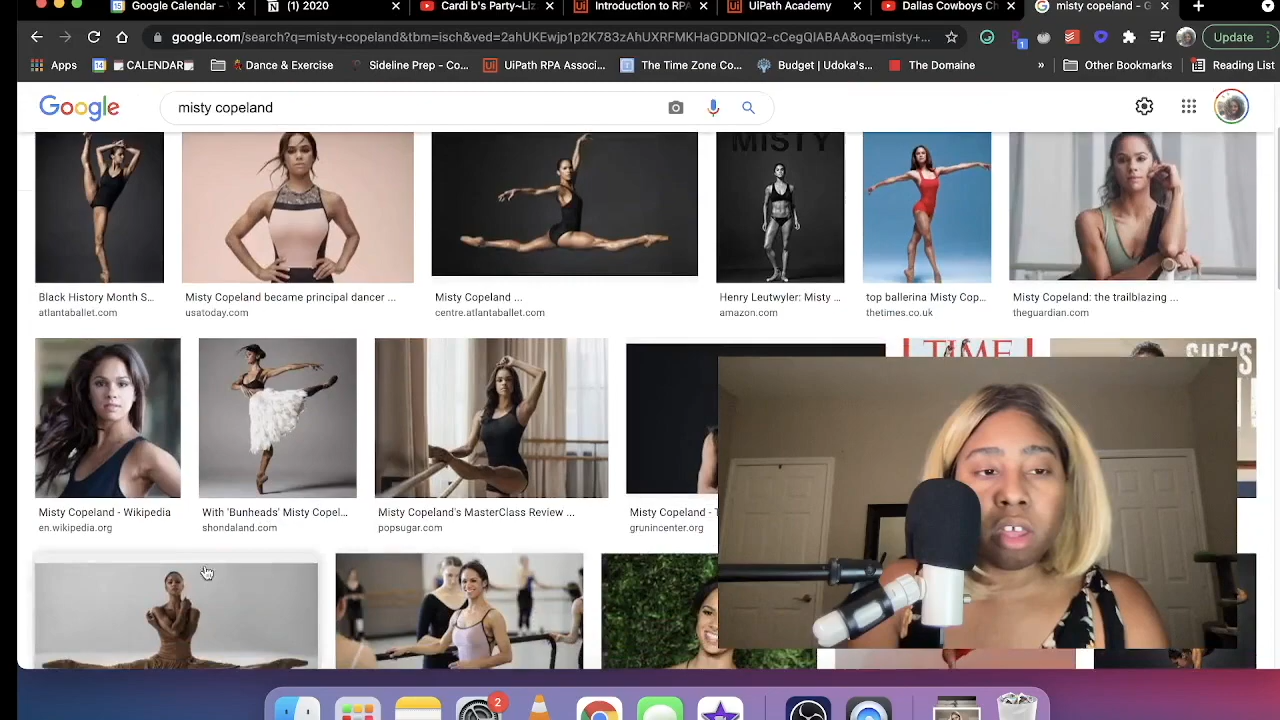 Google Calendar -
(1) 2020
Cardi b's Party~Liz
Introduction to RPA
UiPath Academy
Dallas Cowboys Ch
misty copeland - G
google.com/search?q=misty+copeland&tbm=isch&ved=2ahUKEwjp1p2K783zAhUXRFMKHaGDDNIQ2-cCegQIABAA&oq=misty+...
Update
Apps
CALENDAR
Dance & Exercise
Sideline Prep - Co...
UiPath RPA Associ...
The Time Zone Co...
Budget | Udoka's...
The Domaine
»
Other Bookmarks
Reading List
Google
misty copeland
MISTY
Black History Month S...
atlantaballet.com
Misty Copeland became principal dancer ...
usatoday.com
Misty Copeland ...
centre.atlantaballet.com
Henry Leutwyler: Misty ...
amazon.com
top ballerina Misty Cop...
thetimes.co.uk
Misty Copeland: the trailblazing ...
theguardian.com
TIME
SHE'S
Misty Copeland - Wikipedia
en.wikipedia.org
With 'Bunheads' Misty Copel...
shondaland.com
Misty Copeland's MasterClass Review ...
popsugar.com
Misty Copeland - T
grunincenter.org
2